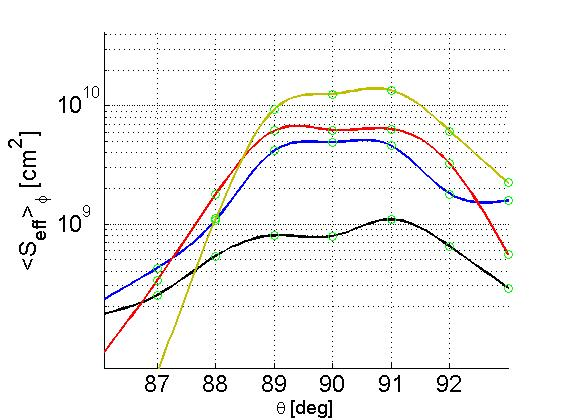 10^10
10^9
<S_eff>_ϕ [cm^2]
87 88 89 90 91 92
θ [deg]